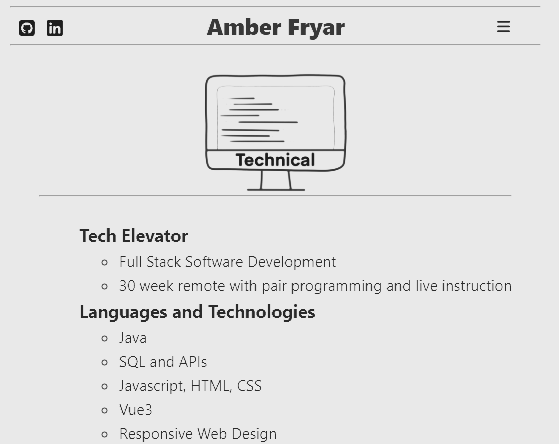 Amber Fryar
Technical
Tech Elevator
Full Stack Software Development
30 week remote with pair programming and live instruction
Languages and Technologies
Java
SQL and APIs
Javascript, HTML, CSS
Vue3
Responsive Web Design